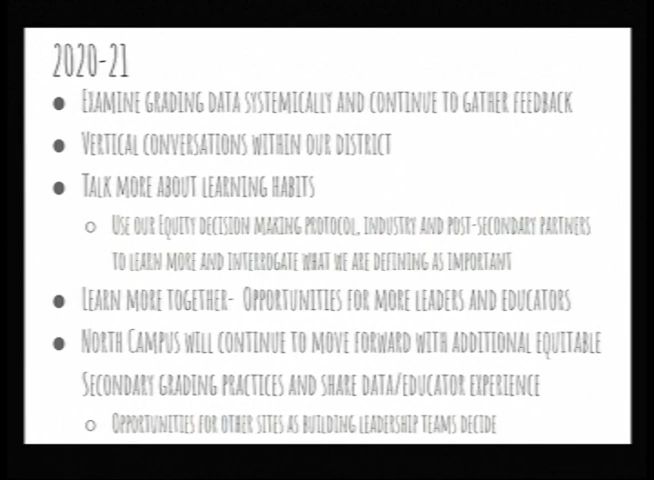 2020-21
● Examine grading data systemically and continue to gather feedback
● Vertical conversations within our district
● Talk more about learning habits
○ Use our Equity decision making protocol, industry and post-secondary partners
to learn more and interrogate what we are defining as important
● Learn more together- Opportunities for more leaders and educators
● North Campus will continue to move forward with additional equitable
Secondary grading practices and share data/educator experience
○ Opportunities for other sites as building leadership teams decide